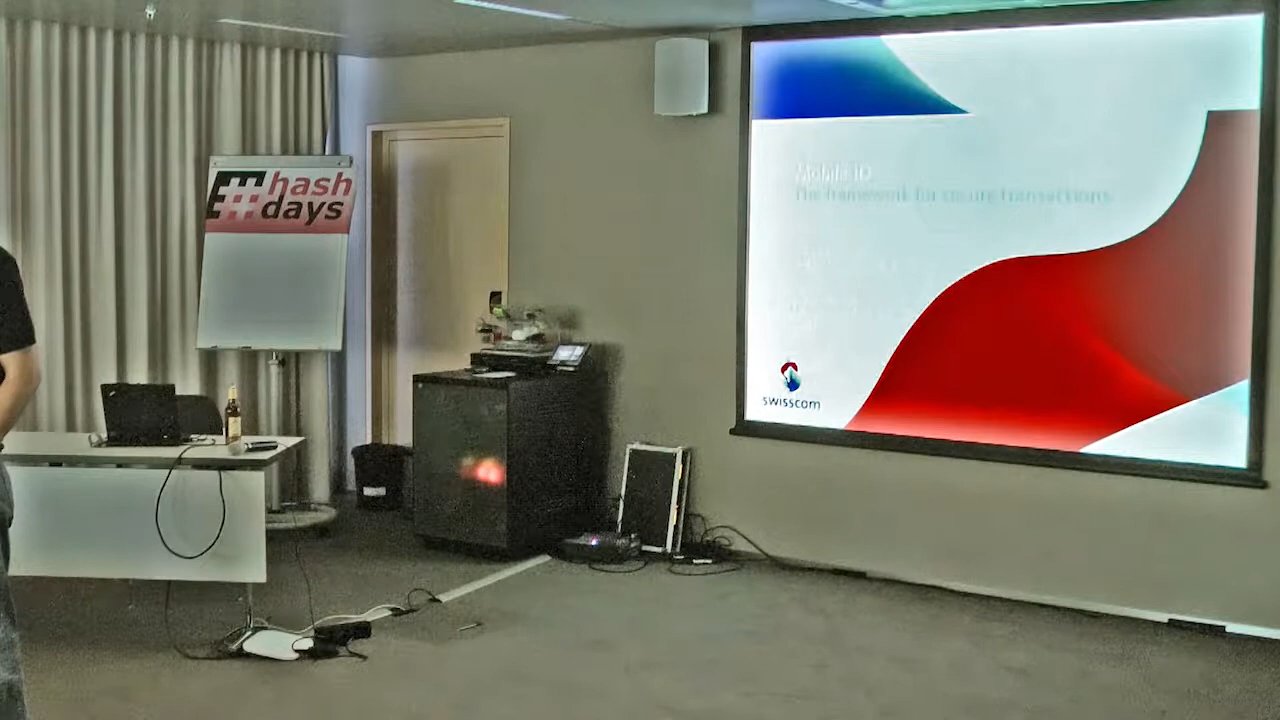 hash
days
Mobile ID
The framework for secure transactions
swisscom